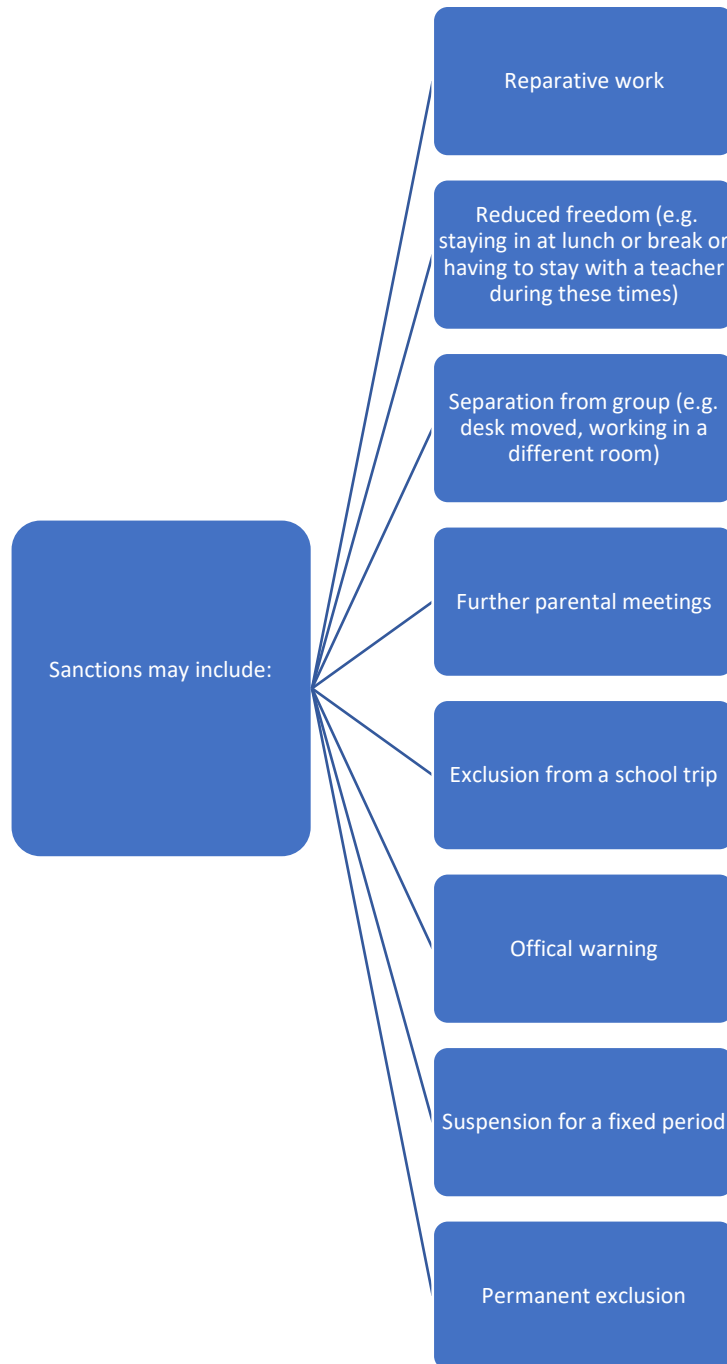 Reparative work
Reduced freedom (e.g.
staying in at lunch or break or
having to stay with a teacher
during these times)
Separation from group (e.g.
desk moved, working in a
different room)
Further parental meetings
Sanctions may include:
Exclusion from a school trip
Offical warning
Suspension for a fixed period
Permanent exclusion